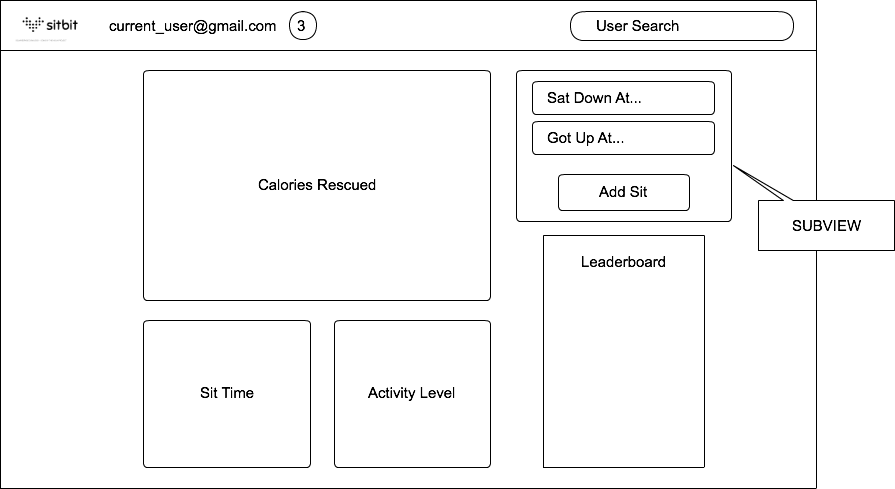 sitbit
current_user@gmail.com
3
User Search
Calories Rescued
Sat Down At...
Got Up At...
Add Sit
SUBVIEW
Leaderboard
Sit Time
Activity Level